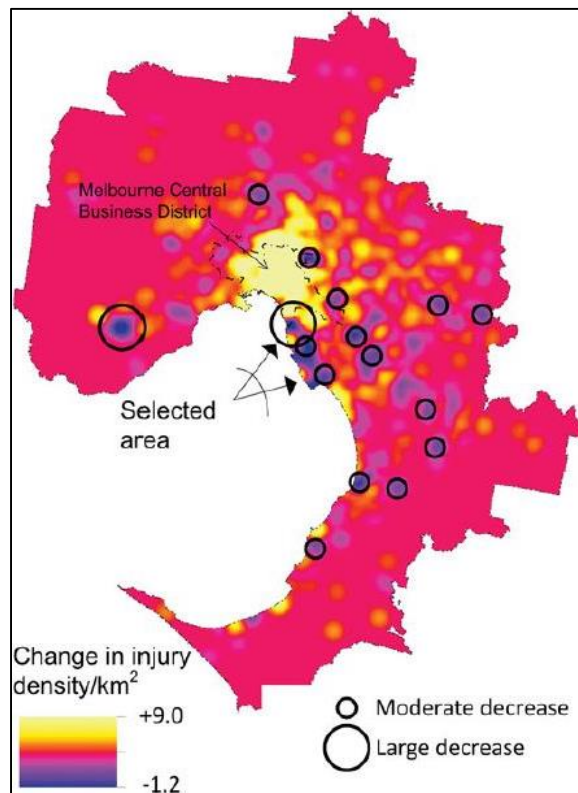 Melbourne Central
Business District
Selected
area
Change in injury
density/km²
+9.0
-1.2
Moderate decrease
Large decrease